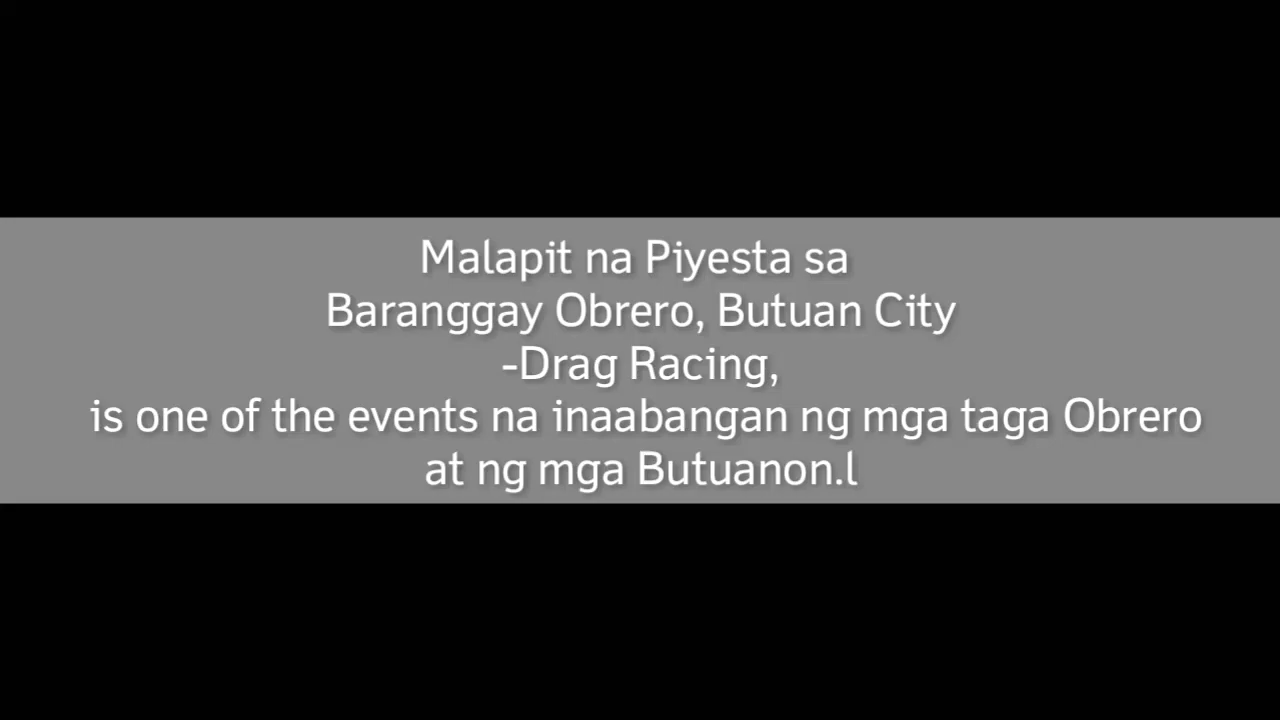 Malapit na Piyesta sa
Baranggay Obrero, Butuan City
-Drag Racing,
is one of the events na inaabangan ng mga taga Obrero
at ng mga Butuanon.l